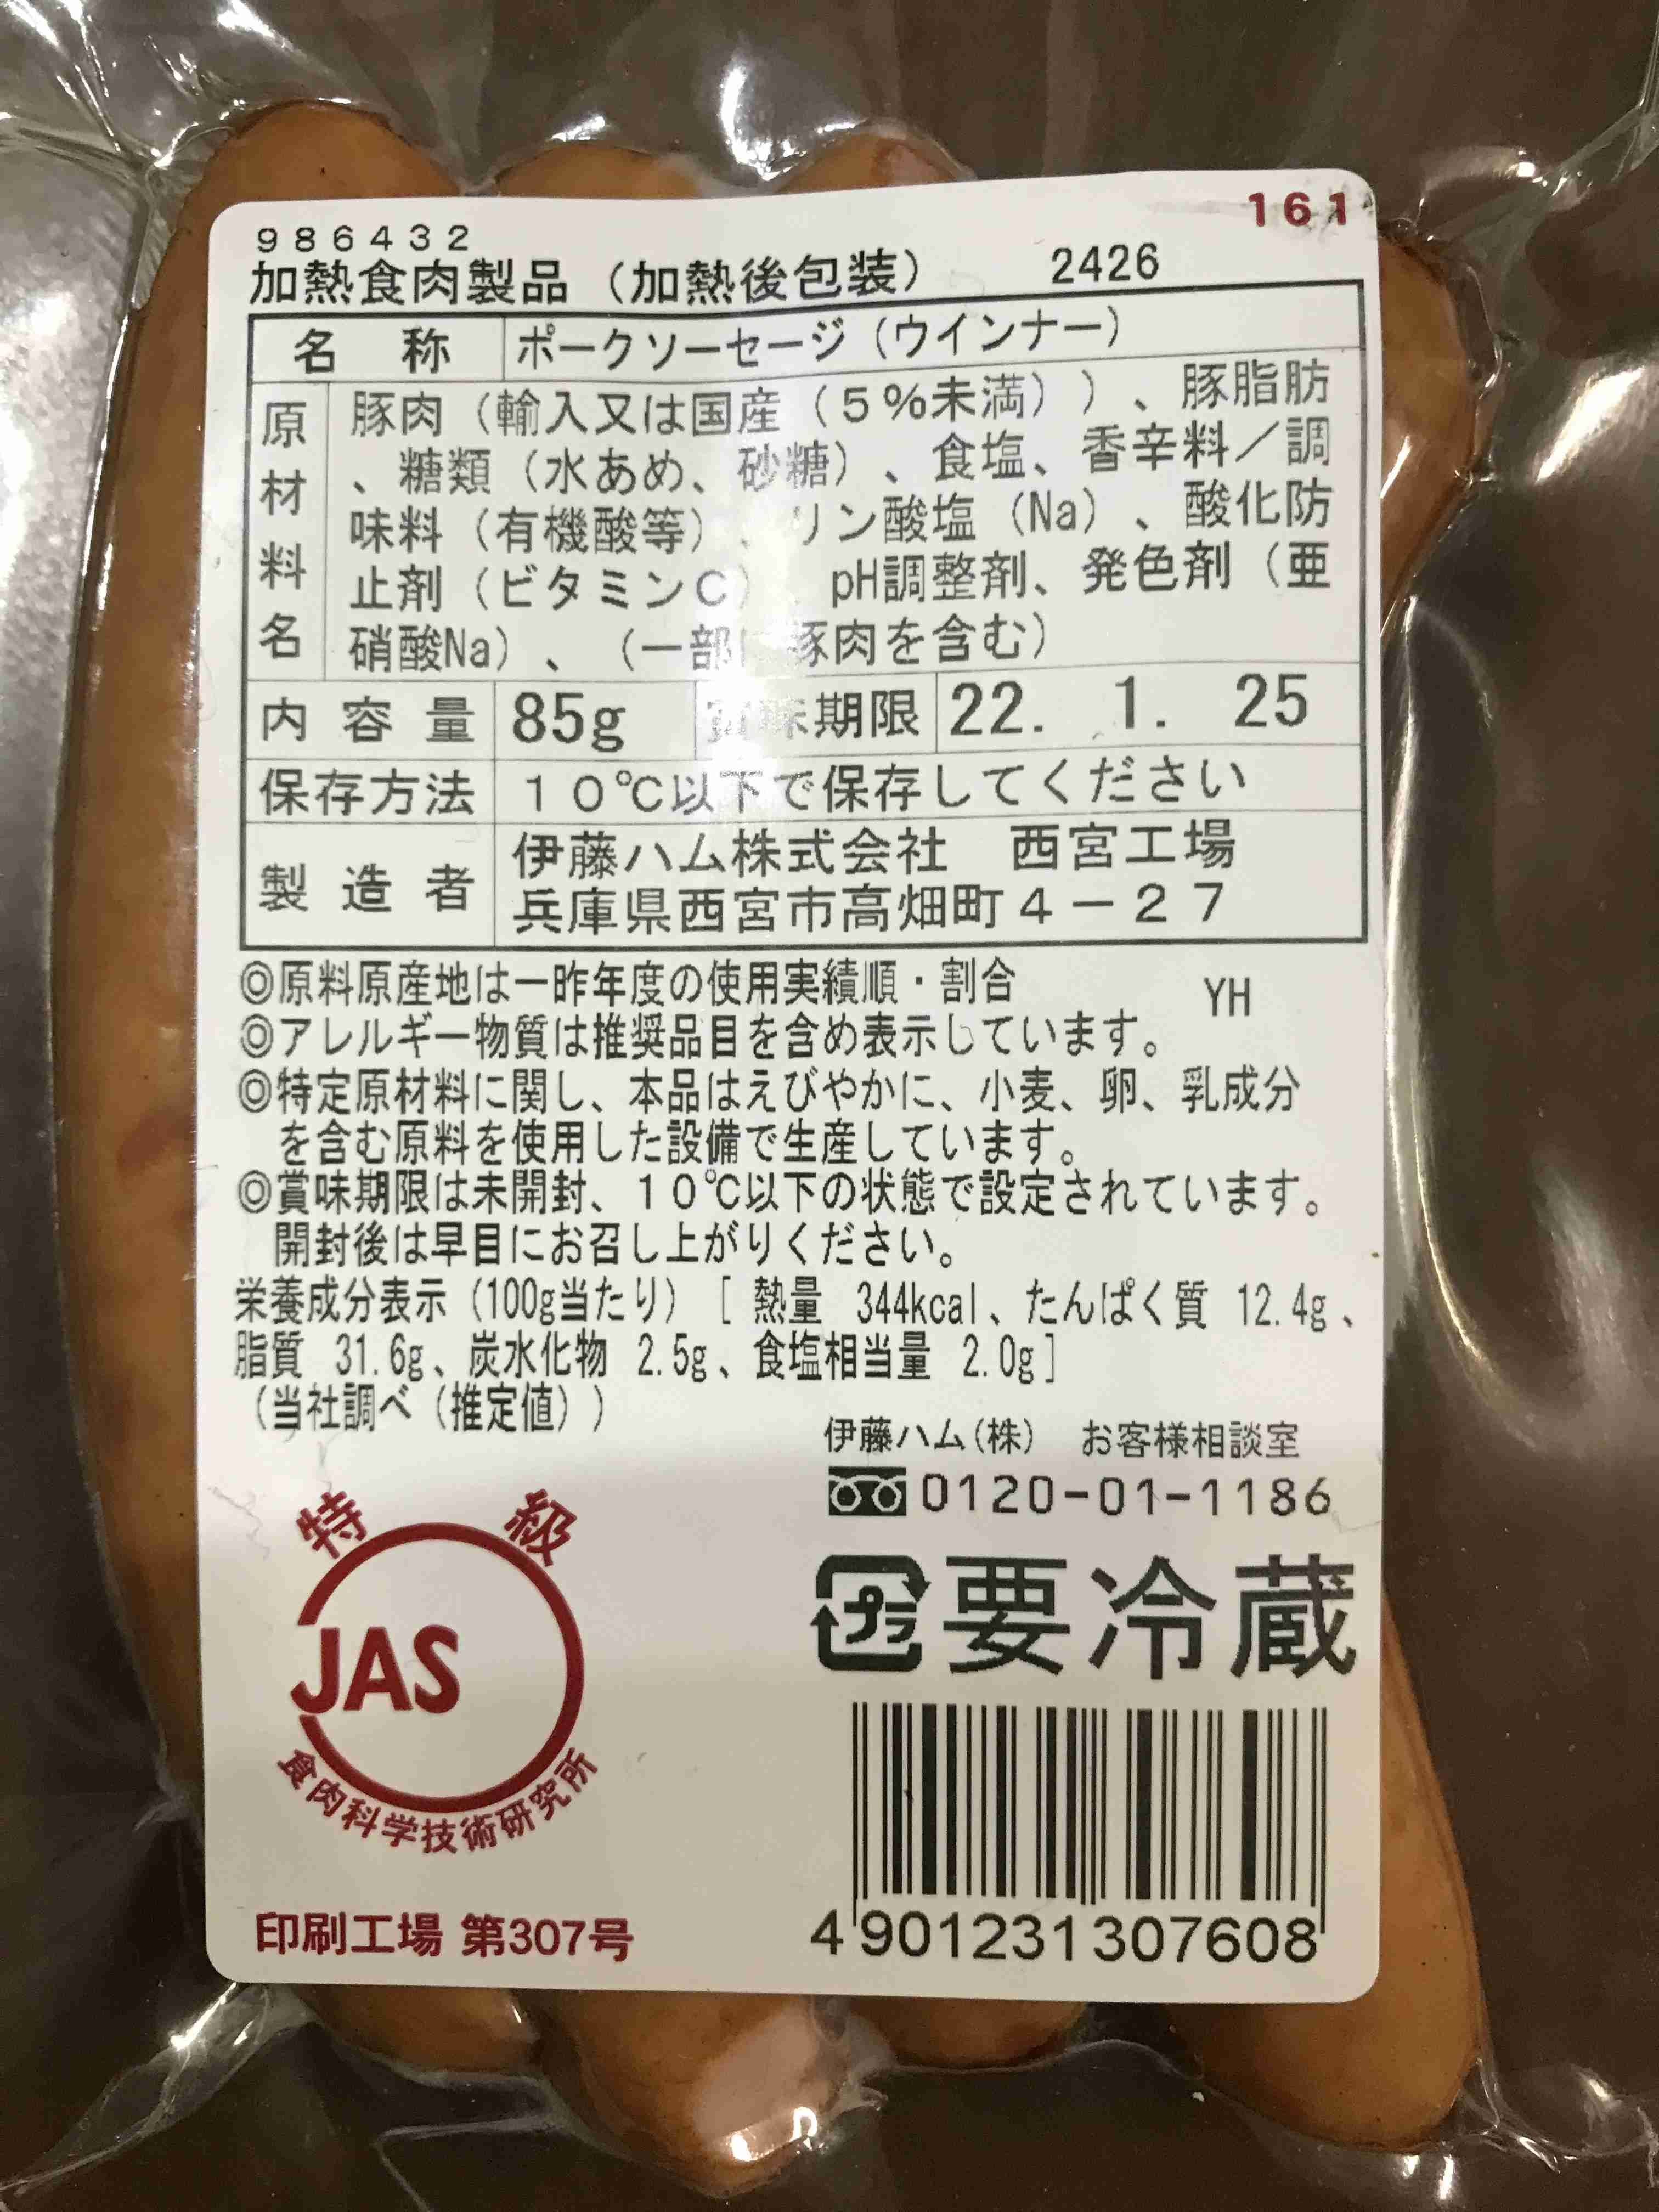 161
986432
加熱食肉製品（加熱後包装） 2426
名 称 ポークソーセージ（ウインナー）
原材料名
豚肉（輸入又は国産（５％未満））、豚脂肪
、糖類（水あめ、砂糖）、食塩、香辛料／調
味料（有機酸等）、リン酸塩（Na）、酸化防
止剤（ビタミンC） pH調整剤、発色剤（亜
硝酸Na）、（一部 豚肉を含む）
内容量 85g 賞味期限 22. 1. 25
保存方法 １０℃以下で保存してください
製造者 伊藤ハム株式会社 西宮工場
兵庫県西宮市高畑町４－２７
◎原料原産地は一昨年度の使用実績順・割合 YH
◎アレルギー物質は推奨品目を含め表示しています。
◎特定原材料に関し、本品はえびやかに、小麦、卵、乳成分
を含む原料を使用した設備で生産しています。
◎賞味期限は未開封、１０℃以下の状態で設定されています。
開封後は早目にお召し上がりください。
栄養成分表示（100g当たり）［ 熱量 344kcal、たんぱく質 12.4g、
脂質 31.6g、炭水化物 2.5g、食塩相当量 2.0g］
（当社調べ（推定値））
伊藤ハム（株） お客様相談室
0120-01-1186
特級
JAS
食肉科学技術研究所
プラ 要冷蔵
印刷工場 第307号
4901231307608